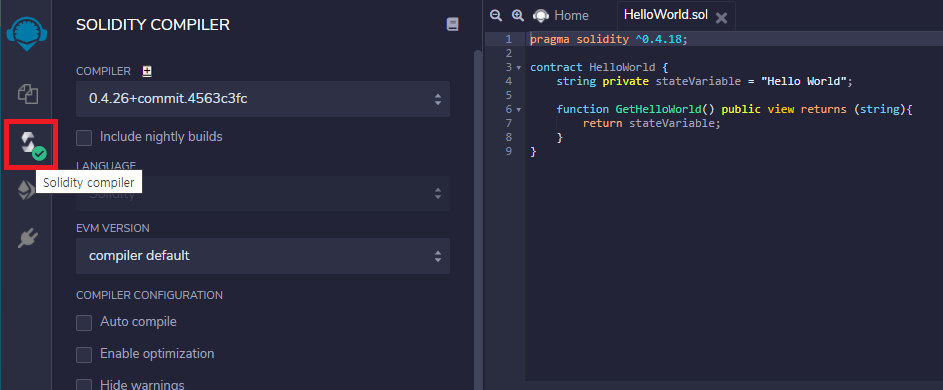 SOLIDITY COMPILER
COMPILER
0.4.26+commit.4563c3fc
Include nightly builds
LANGUAGE
Solidity compiler
Solidity
EVM VERSION
compiler default
COMPILER CONFIGURATION
Auto compile
Enable optimization
Hide warnings
Home
HelloWorld.sol
1 pragma solidity ^0.4.18;
2
3 contract HelloWorld {
4 string private stateVariable = "Hello World";
5
6 function GetHelloWorld() public view returns (string){
7 return stateVariable;
8 }
9 }